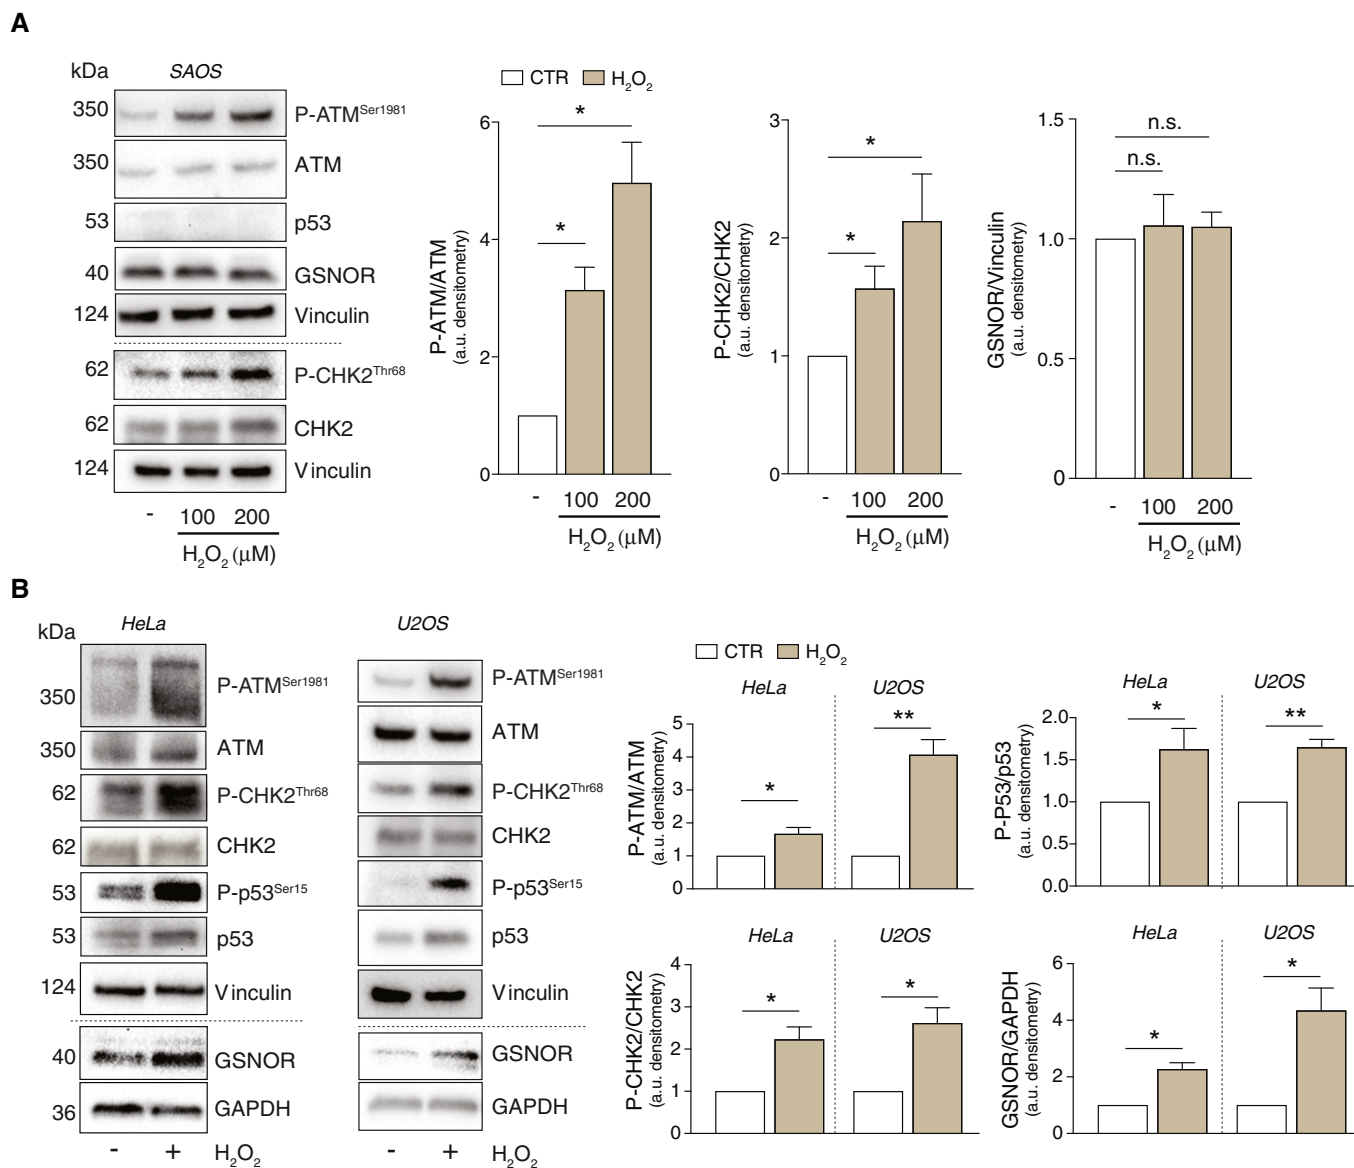 A
kDa
SAOS
350
P-ATMSer1981
350
ATM
53
p53
40
GSNOR
124
Vinculin
62
P-CHK2Thr68
62
CHK2
124
Vinculin
- 100 200
H2O2 (μM)
CTR H2O2
P-ATM/ATM
(a.u. densitometry)
6
4
2
0
*
*
- 100 200
H2O2 (μM)
P-CHK2/CHK2
(a.u. densitometry)
3
2
1
0
*
*
- 100 200
H2O2 (μM)
GSNOR/Vinculin
(a.u. densitometry)
1.5
1.0
0.5
0
n.s.
n.s.
- 100 200
H2O2 (μM)
B
kDa
HeLa
350
P-ATMSer1981
350
ATM
62
P-CHK2Thr68
62
CHK2
53
P-p53Ser15
53
p53
124
Vinculin
40
GSNOR
36
GAPDH
- + H2O2
U2OS
P-ATMSer1981
ATM
P-CHK2Thr68
CHK2
P-p53Ser15
p53
Vinculin
GSNOR
GAPDH
- + H2O2
CTR H2O2
HeLa U2OS
P-ATM/ATM
(a.u. densitometry)
5
4
3
2
1
0
*
**
HeLa U2OS
P-P53/p53
(a.u. densitometry)
2.0
1.5
1.0
0.0
*
**
HeLa U2OS
P-CHK2/CHK2
(a.u. densitometry)
4
3
2
1
0
*
*
HeLa U2OS
GSNOR/GAPDH
(a.u. densitometry)
6
4
2
0
*
*